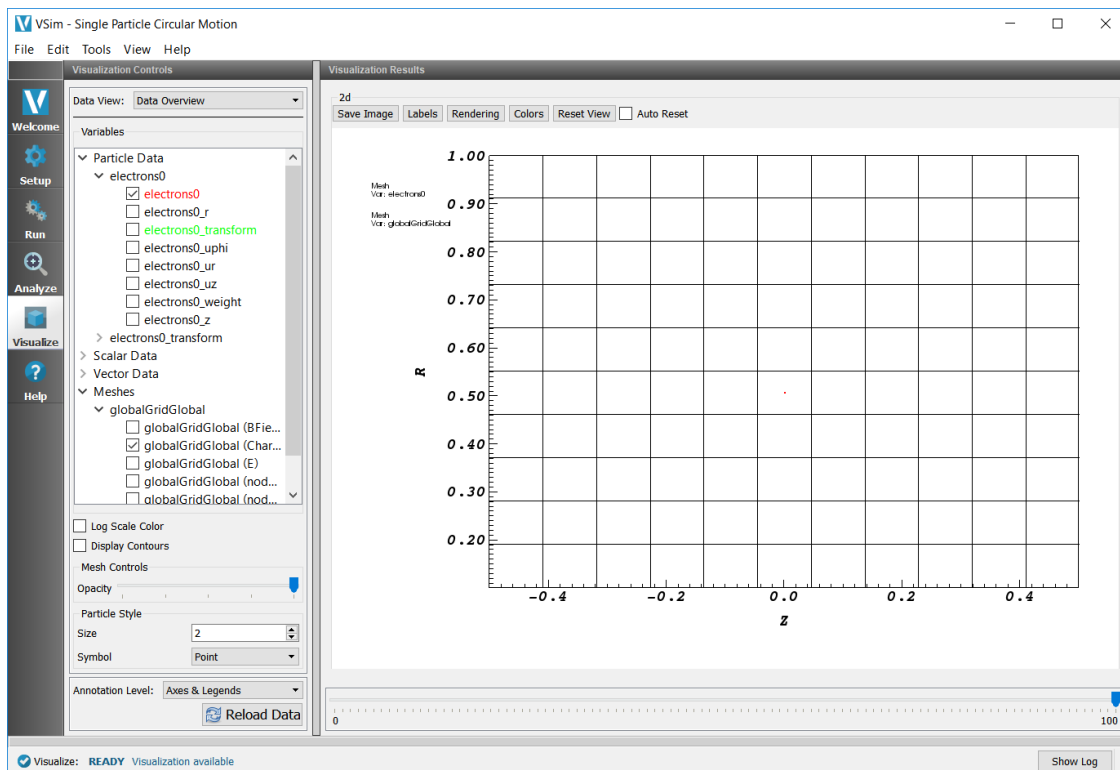 VSim - Single Particle Circular Motion
File Edit Tools View Help
Visualization Controls
Data View: Data Overview
Variables
Particle Data
electrons0
electrons0
electrons0_r
electrons0_transform
electrons0_uphi
electrons0_ur
electrons0_uz
electrons0_weight
electrons0_z
electrons0_transform
Scalar Data
Vector Data
Meshes
globalGridGlobal
globalGridGlobal (BFie...
globalGridGlobal (Char...
globalGridGlobal (E)
globalGridGlobal (nod...
globalGridGlobal (nod...
Log Scale Color
Display Contours
Mesh Controls
Opacity
Particle Style
Size 2
Symbol Point
Annotation Level: Axes & Legends
Reload Data
Welcome
Setup
Run
Analyze
Visualize
Help
Visualization Results
2d
Save Image Labels Rendering Colors Reset View Auto Reset
Mesh
Var: electrons0
Mesh
Var: globalGridGlobal
1.00
0.90
0.80
0.70
0.60
0.50
0.40
0.30
0.20
R
-0.4 -0.2 0.0 0.2 0.4
Z
0 100
Visualize: READY Visualization available
Show Log